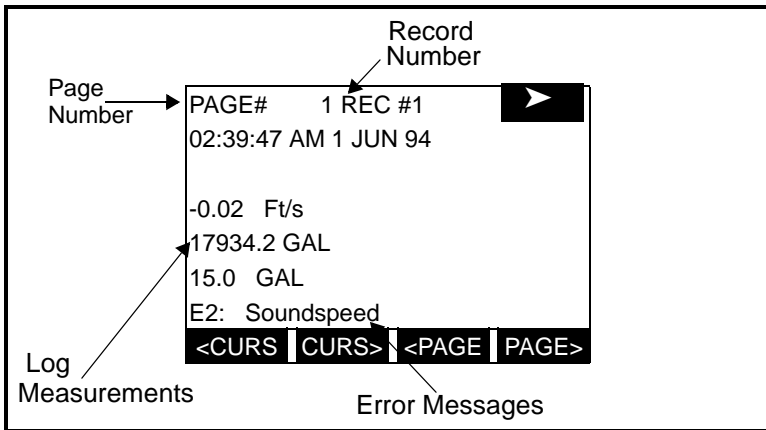 Record
Number
Page
Number
PAGE# 1 REC #1
02:39:47 AM 1 JUN 94
-0.02 Ft/s
17934.2 GAL
15.0 GAL
E2: Soundspeed
<CURS CURS> <PAGE PAGE>
Log
Measurements
Error Messages